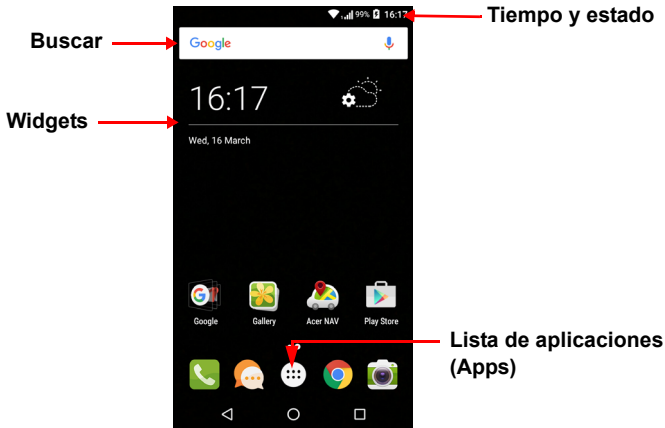 99% 16:17
Tiempo y estado
Buscar
Google
16:17
Widgets
Wed, 16 March
Google Gallery Acer NAV Play Store
Lista de aplicaciones
(Apps)